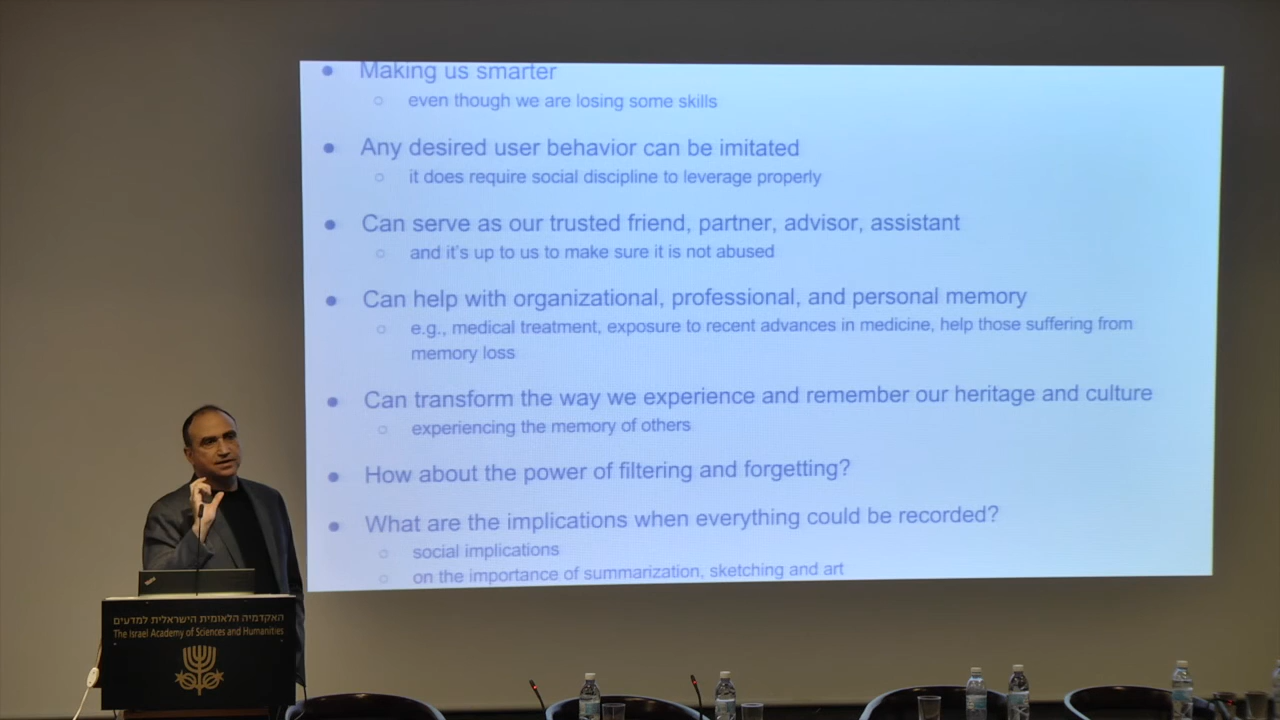 Making us smarter
even though we are losing some skills
Any desired user behavior can be imitated
it does require social discipline to leverage properly
Can serve as our trusted friend, partner, advisor, assistant
and it's up to us to make sure it is not abused
Can help with organizational, professional, and personal memory
e.g., medical treatment, exposure to recent advances in medicine, help those suffering from
memory loss
Can transform the way we experience and remember our heritage and culture
experiencing the memory of others
How about the power of filtering and forgetting?
What are the implications when everything could be recorded?
social implications
on the importance of summarization, sketching and art
האקדמיה הלאומית הישראלית למדעים
The Israel Academy of Sciences and Humanities